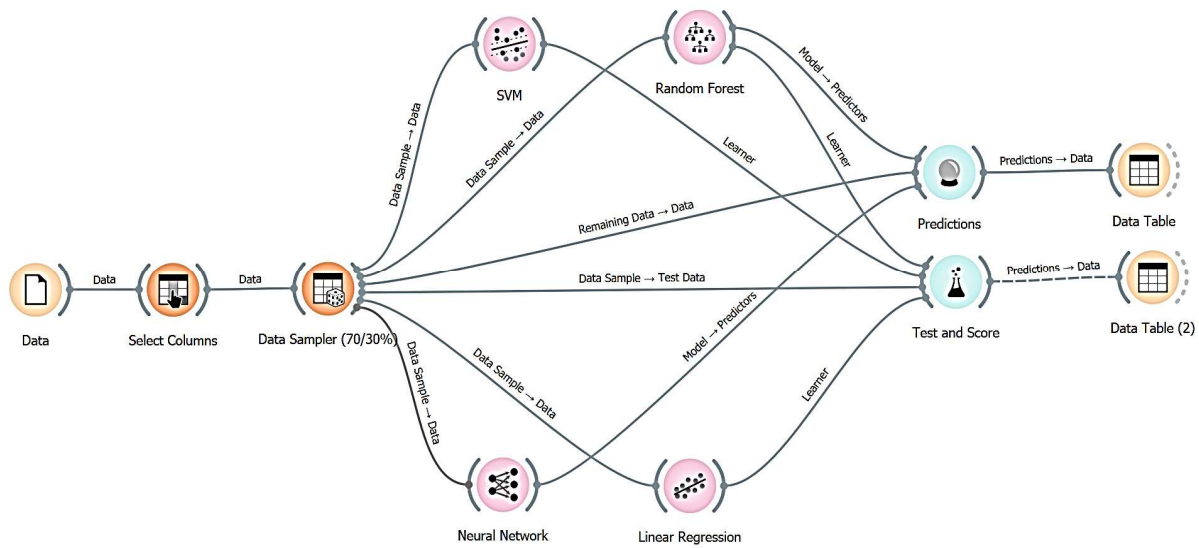 SVM
Random Forest
Data Sample → Data
Data Sample → Data
Model → Predictors
Learner
Learner
Predictions → Data
Predictions
Data Table
Remaining Data → Data
Data
Data
Data Sample → Test Data
Predictions → Data
Data
Select Columns
Data Sampler (70/30%)
Test and Score
Data Table (2)
Data Sample → Data
Data Sample → Data
Model → Predictors
Learner
Neural Network
Linear Regression